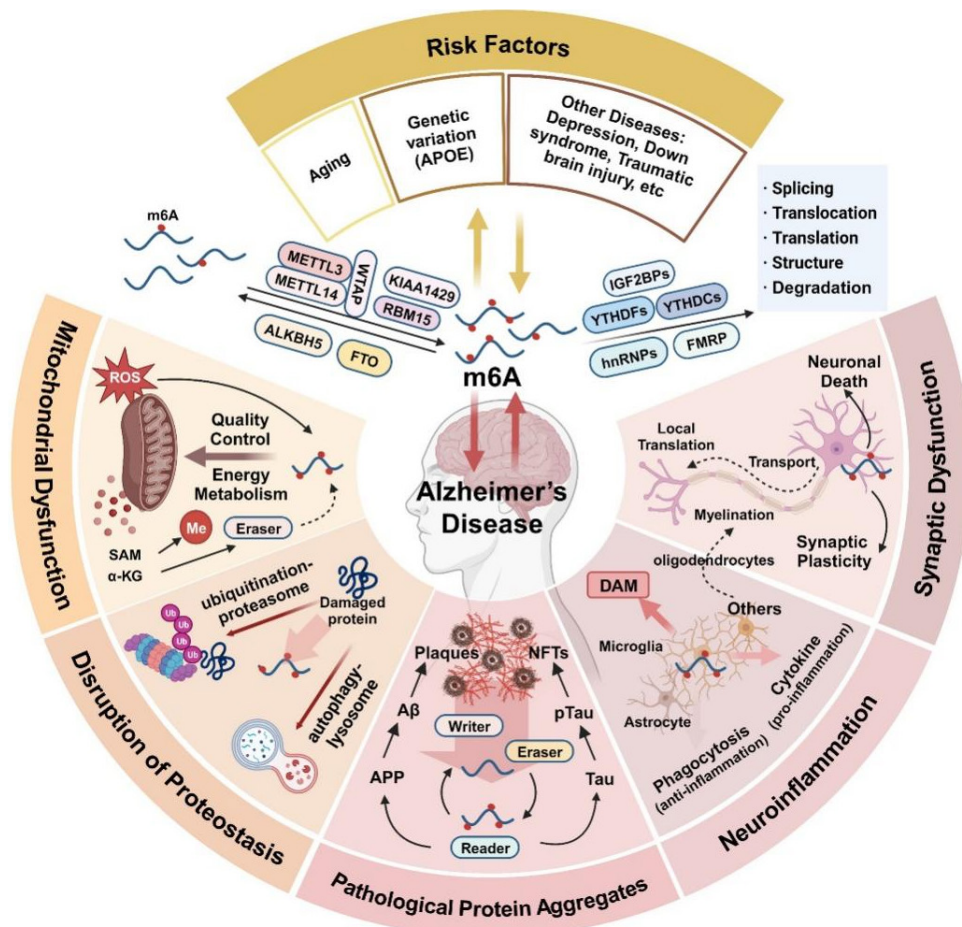 Risk Factors
Aging
Genetic
variation
(APOE)
Other Diseases:
Depression, Down
syndrome, Traumatic
brain injury, etc
· Splicing
· Translocation
· Translation
· Structure
· Degradation
m6A
METTL3
METTL14
WTAP
KIAA1429
RBM15
ALKBH5
FTO
m6A
IGF2BPs
YTHDFs
YTHDCs
hnRNPs
FMRP
Alzheimer's
Disease
Mitochondrial Dysfunction
ROS
Quality
Control
Energy
Metabolism
SAM
α-KG
Me
Eraser
Disruption of Proteostasis
ubiquitination-
proteasome
Damaged
protein
Ub
Ub
Ub
Ub
autophagy-
lysosome
Pathological Protein Aggregates
Plaques
NFTs
Aβ
pTau
Writer
Eraser
APP
Tau
Reader
Neuroinflammation
DAM
Others
Microglia
Astrocyte
Cytokine
(pro-inflammation)
Phagocytosis
(anti-inflammation)
Synaptic Dysfunction
Neuronal
Death
Local
Translation
Transport
Myelination
Synaptic
Plasticity
oligodendrocytes